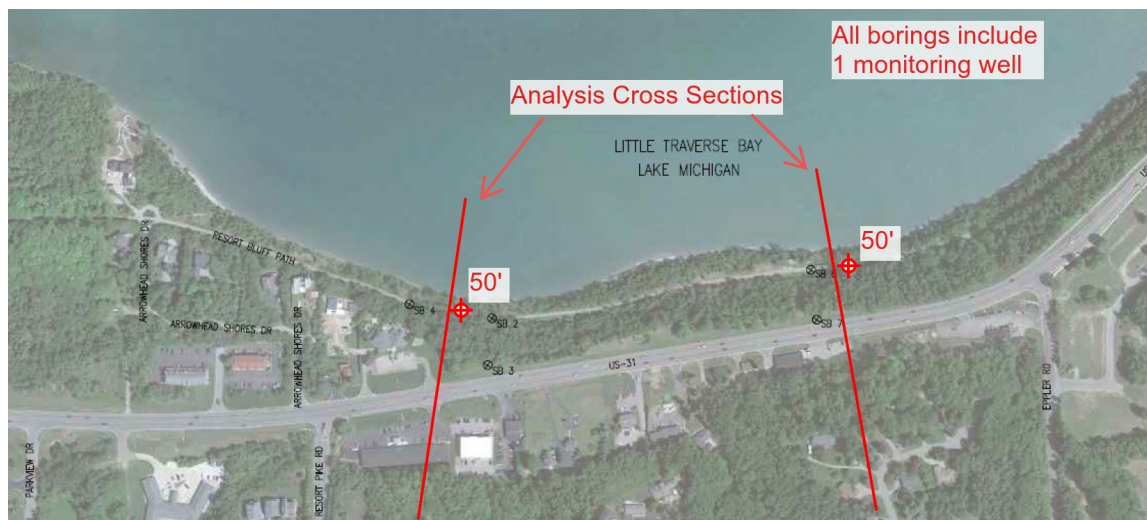 All borings include
1 monitoring well
Analysis Cross Sections
LITTLE TRAVERSE BAY
LAKE MICHIGAN
ARROWHEAD SHORES DR
RESORT BLUFF PATH
50'
50'
SB 6
SB 4
SB 2
SB 7
ARROWHEAD SHORES DR
ARROWHEAD SHORES DR
SB 3
US-31
EPPLER RD
PARKVIEW DR
RESORT PIKE RD